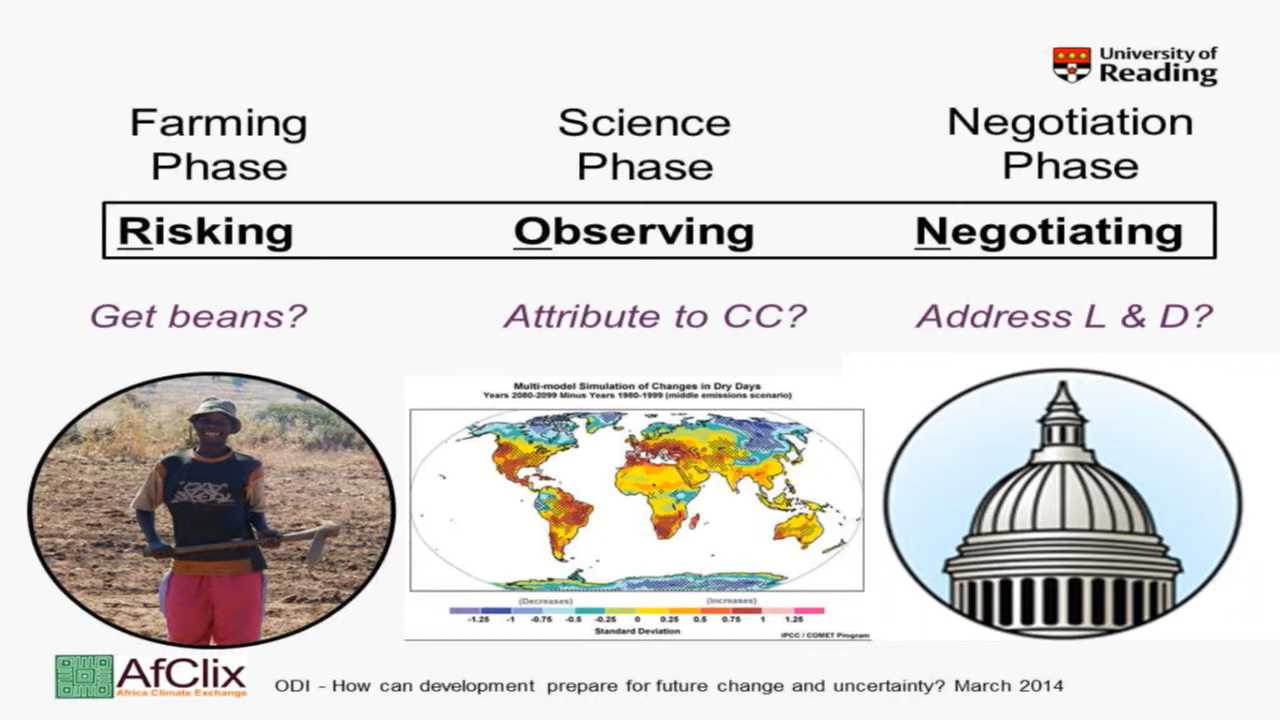 University of
Reading
Farming
Phase
Science
Phase
Negotiation
Phase
Risking
Observing
Negotiating
Get beans?
Attribute to CC?
Address L & D?
Multi-model Simulation of Changes in Dry Days
Years 2080-2099 Minus Years 1980-1999 (middle emissions scenario)
(Decreases)
(Increases)
-1.25 -1 -0.75 -0.5 -0.25 0 0.25 0.5 0.75 1 1.25
Standard Deviation
IPCC / COMET Program
AfClix
Africa Climate Exchange
ODI - How can development prepare for future change and uncertainty? March 2014